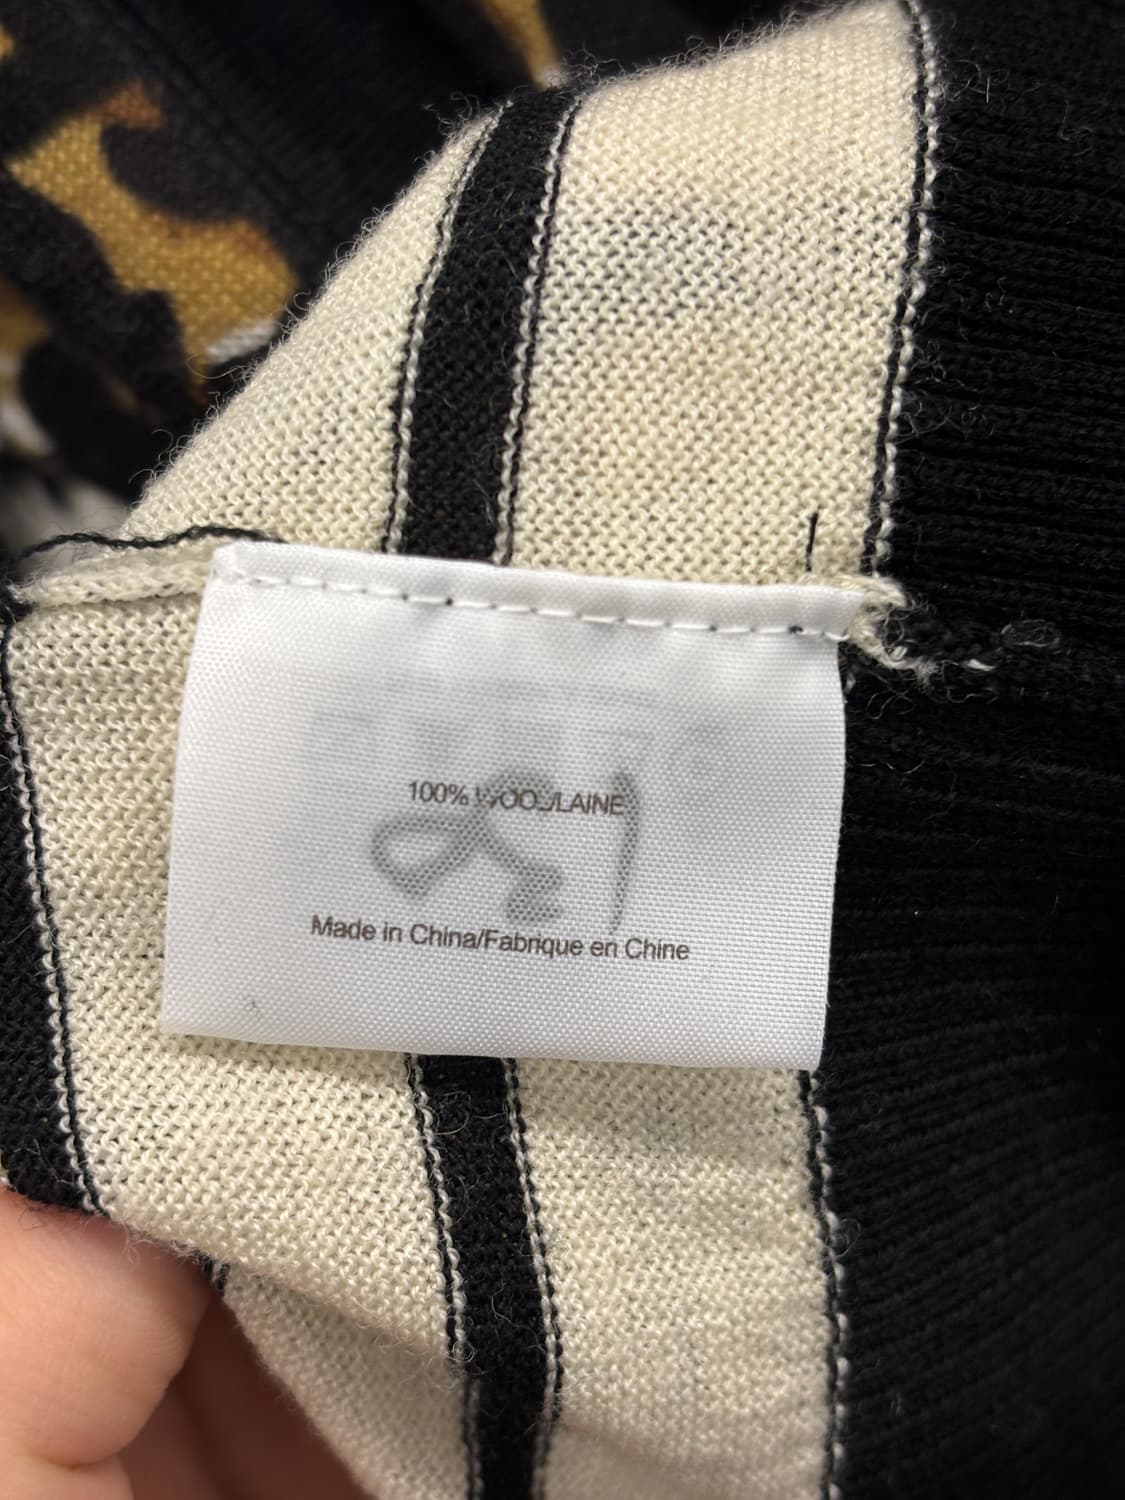 100% WOOL/LAINE
Made in China/Fabrique en Chine